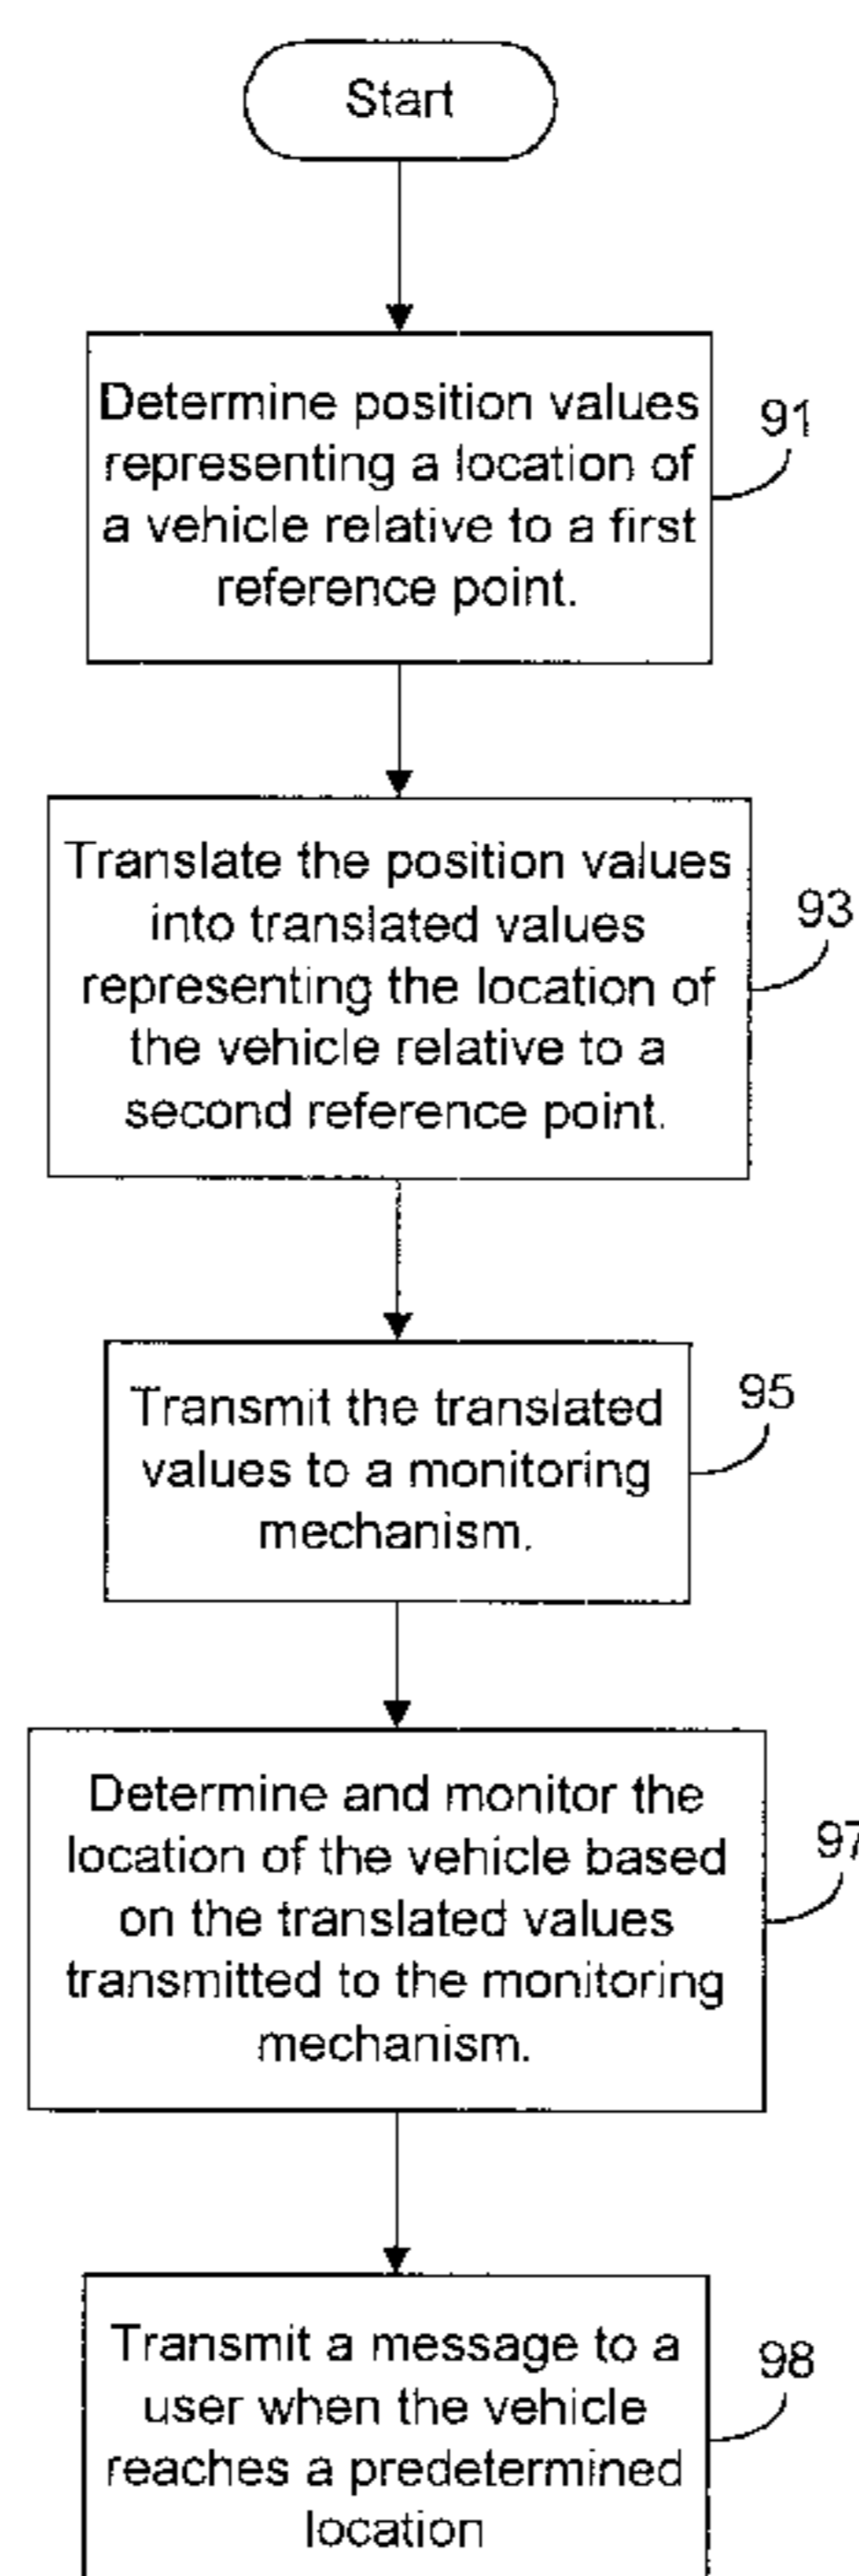 Start
Determine position values
representing a location of
a vehicle relative to a first
reference point.
91
Translate the position values
into translated values
representing the location of
the vehicle relative to a
second reference point.
93
Transmit the translated
values to a monitoring
mechanism.
95
Determine and monitor the
location of the vehicle based
on the translated values
transmitted to the monitoring
mechanism.
97
Transmit a message to a
user when the vehicle
reaches a predetermined
location
98